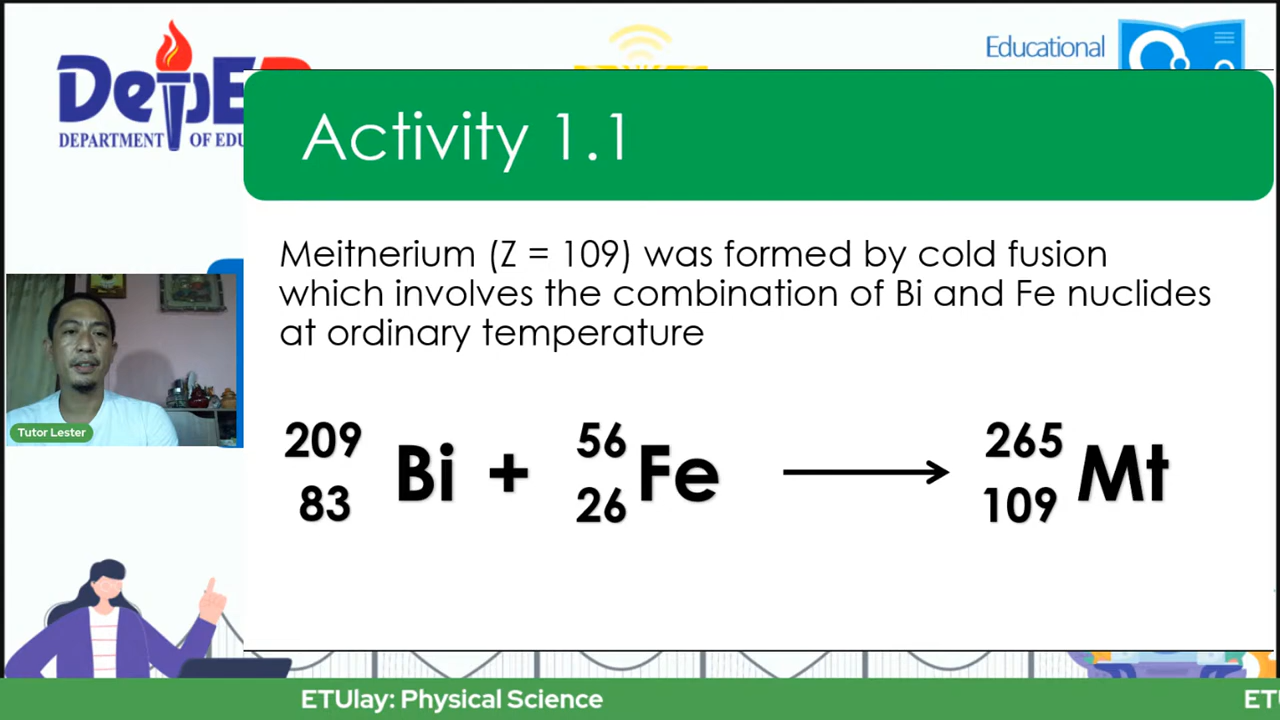 DepED
DEPARTMENT OF EDU
Educational
Activity 1.1
Meitnerium (Z = 109) was formed by cold fusion
which involves the combination of Bi and Fe nuclides
at ordinary temperature
209 56 265
Bi + Fe → Mt
83 26 109
Tutor Lester
ETUlay: Physical Science
ET